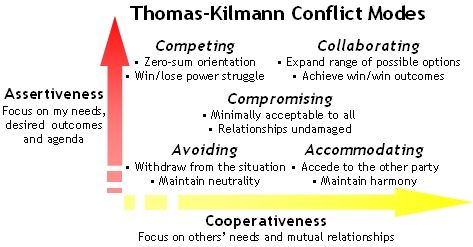 Thomas-Kilmann Conflict Modes
Competing
• Zero-sum orientation
• Win/lose power struggle
Collaborating
• Expand range of possible options
• Achieve win/win outcomes
Assertiveness
Focus on my needs,
desired outcomes
and agenda
Compromising
• Minimally acceptable to all
• Relationships undamaged
Avoiding
• Withdraw from the situation
• Maintain neutrality
Accommodating
• Accede to the other party
• Maintain harmony
Cooperativeness
Focus on others' needs and mutual relationships